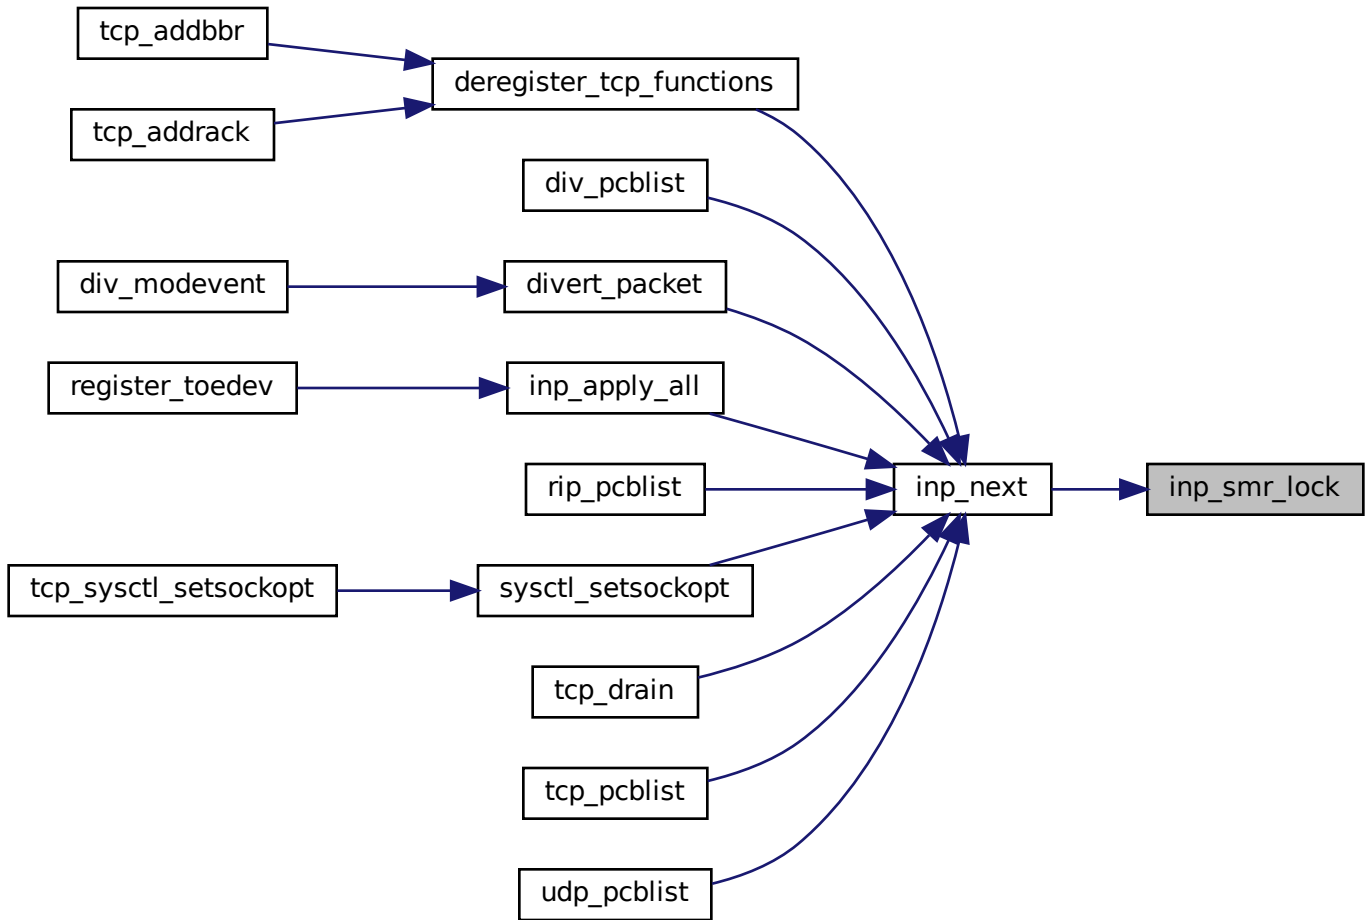 tcp_addbbr
deregister_tcp_functions
tcp_addrack
div_pcblist
div_modevent
divert_packet
register_toedev
inp_apply_all
rip_pcblist
inp_next
inp_smr_lock
tcp_sysctl_setsockopt
sysctl_setsockopt
tcp_drain
tcp_pcblist
udp_pcblist